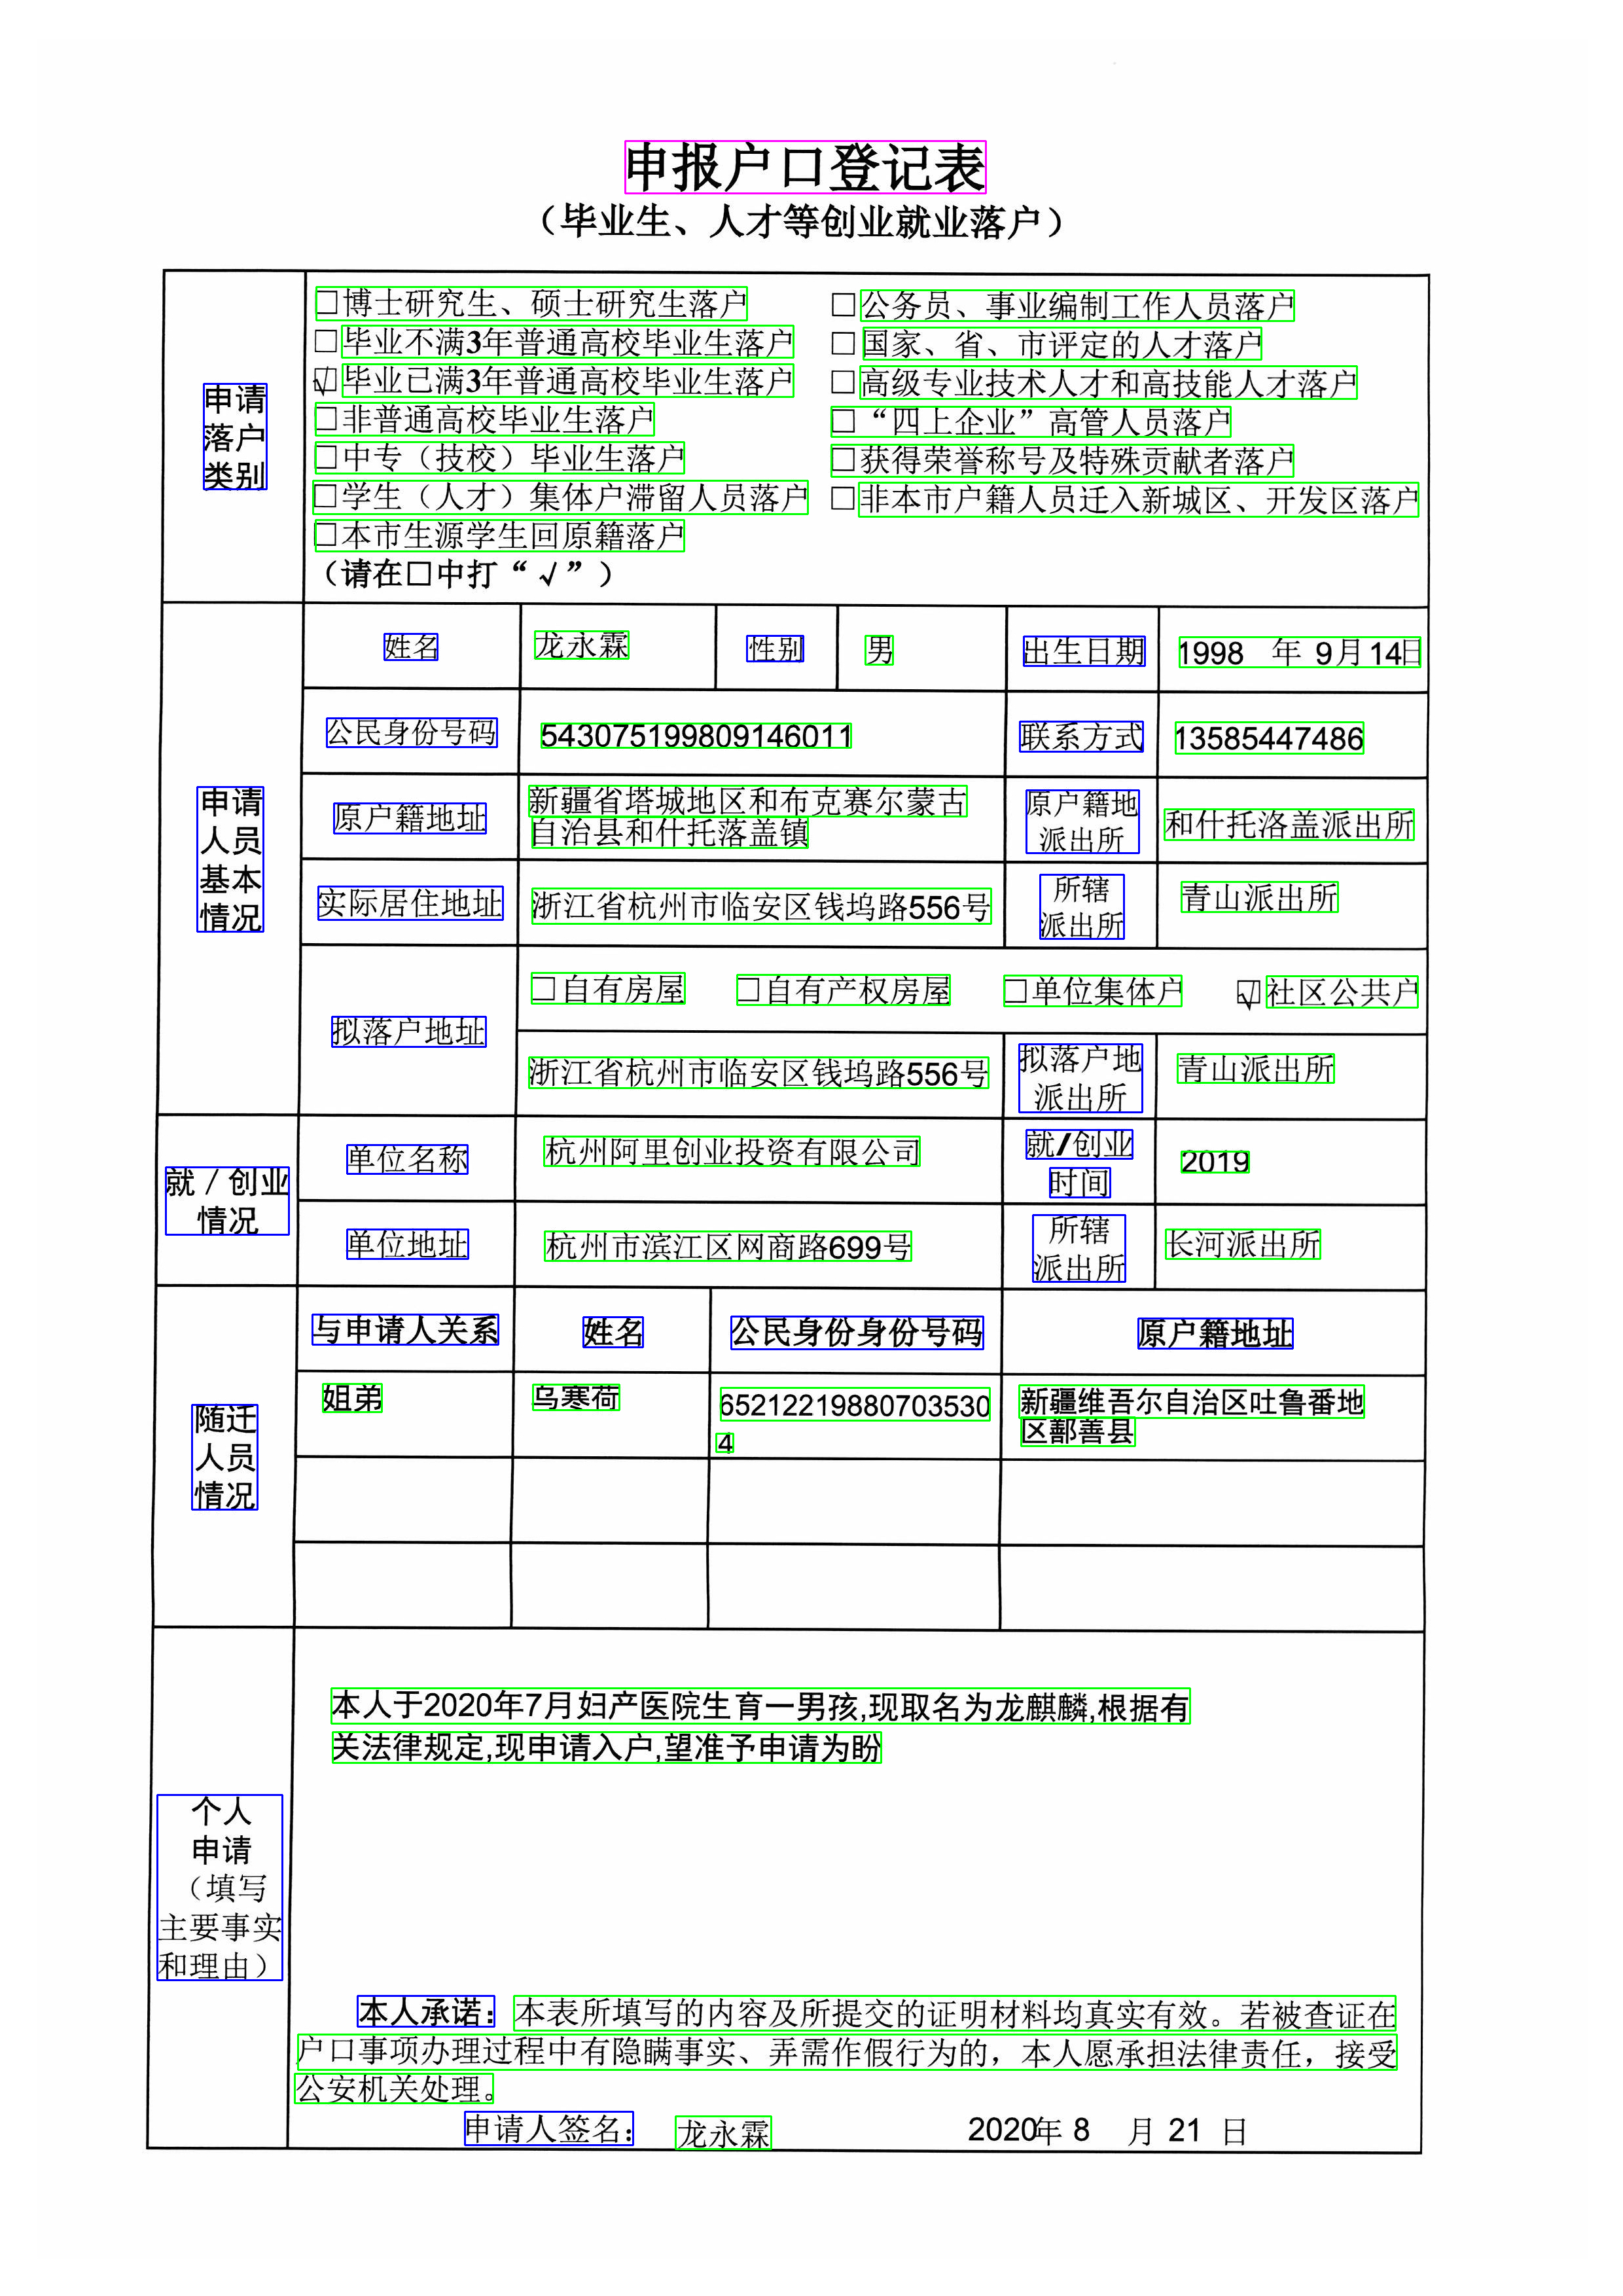 申报户口登记表
（毕业生、人才等创业就业落户）
申请
落户
类别
□博士研究生、硕士研究生落户
□公务员、事业编制工作人员落户
□毕业不满3年普通高校毕业生落户
□国家、省、市评定的人才落户
☑毕业已满3年普通高校毕业生落户
□高级专业技术人才和高技能人才落户
□非普通高校毕业生落户
□“四上企业”高管人员落户
□中专（技校）毕业生落户
□获得荣誉称号及特殊贡献者落户
□学生（人才）集体户滞留人员落户
□非本市户籍人员迁入新城区、开发区落户
□本市生源学生回原籍落户
（请在□中打“√”）
申请
人员
基本
情况
姓名
龙永霖
性别
男
出生日期
1998 年 9月14日
公民身份号码
543075199809146011
联系方式
13585447486
原户籍地址
新疆省塔城地区和布克赛尔蒙古
自治县和什托落盖镇
原户籍地
派出所
和什托洛盖派出所
实际居住地址
浙江省杭州市临安区钱坞路556号
所辖
派出所
青山派出所
拟落户地址
□自有房屋 □自有产权房屋 □单位集体户 ☑社区公共户
浙江省杭州市临安区钱坞路556号
拟落户地
派出所
青山派出所
就/创业
情况
单位名称
杭州阿里创业投资有限公司
就/创业
时间
2019
单位地址
杭州市滨江区网商路699号
所辖
派出所
长河派出所
随迁
人员
情况
与申请人关系
姓名
公民身份身份号码
原户籍地址
姐弟
乌寒荷
65212219880703530
4
新疆维吾尔自治区吐鲁番地
区鄯善县
个人
申请
（填写
主要事实
和理由）
本人于2020年7月妇产医院生育一男孩,现取名为龙麒麟,根据有
关法律规定,现申请入户,望准予申请为盼
本人承诺：本表所填写的内容及所提交的证明材料均真实有效。若被查证在
户口事项办理过程中有隐瞒事实、弄需作假行为的，本人愿承担法律责任，接受
公安机关处理。
申请人签名： 龙永霖 2020年 8 月 21 日